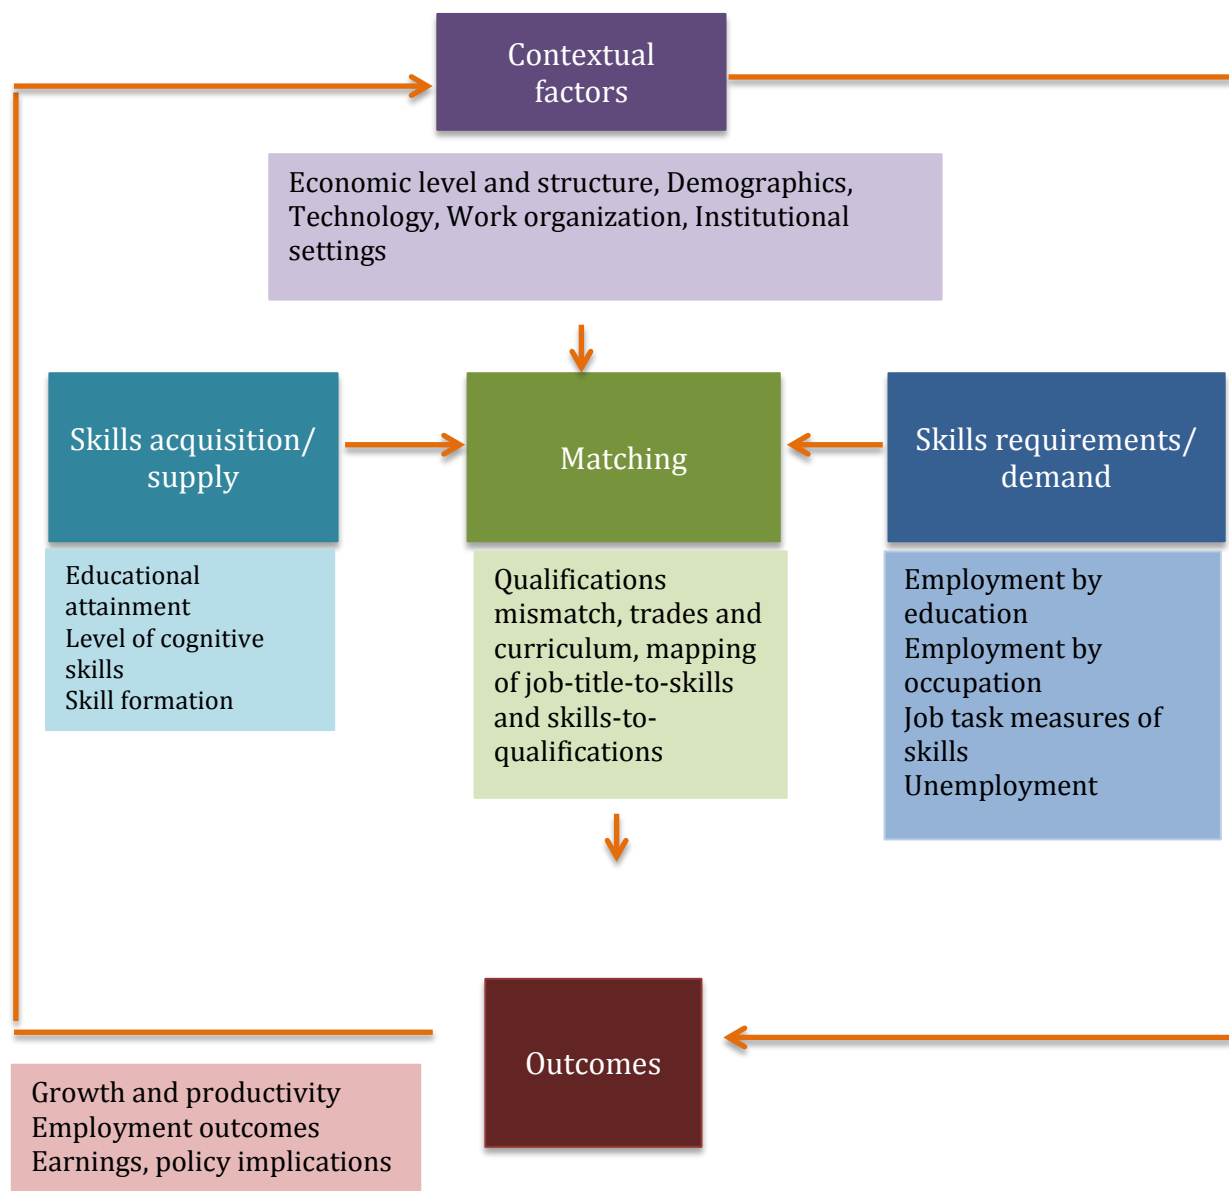 Contextual
factors
Economic level and structure, Demographics,
Technology, Work organization, Institutional
settings
Skills acquisition/
supply
Matching
Skills requirements/
demand
Educational
attainment
Level of cognitive
skills
Skill formation
Qualifications
mismatch, trades and
curriculum, mapping
of job-title-to-skills
and skills-to-
qualifications
Employment by
education
Employment by
occupation
Job task measures of
skills
Unemployment
Outcomes
Growth and productivity
Employment outcomes
Earnings, policy implications